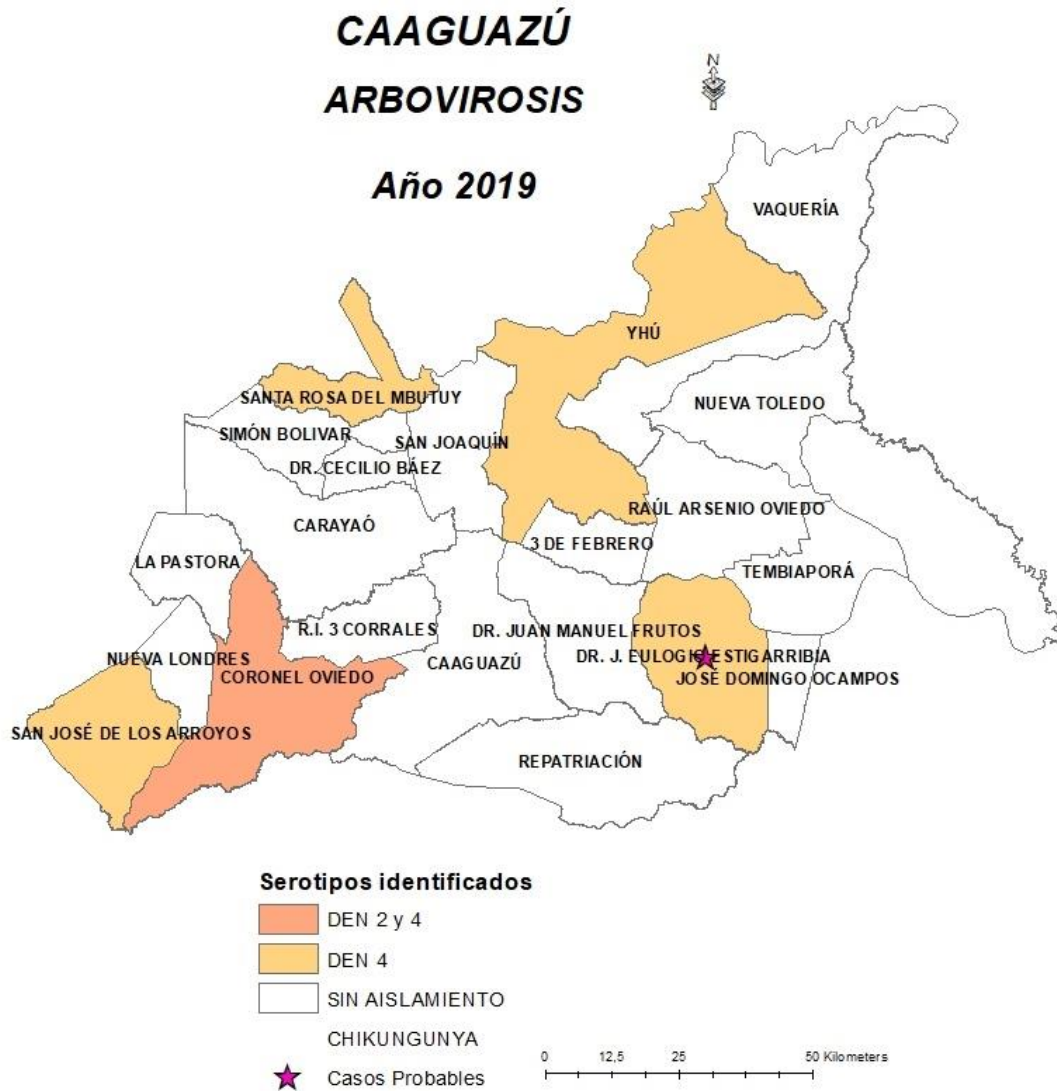 CAAGUAZÚ
ARBOVIROSIS
Año 2019
N
VAQUERÍA
YHÚ
SANTA ROSA DEL MBUTUY
NUEVA TOLEDO
SIMÓN BOLIVAR
SAN JOAQUÍN
DR. CECILIO BÁEZ
RAÚL ARSENIO OVIEDO
CARAYAÓ
3 DE FEBRERO
LA PASTORA
TEMBIAPORÁ
R.I. 3 CORRALES
DR. JUAN MANUEL FRUTOS
NUEVA LONDRES
CAAGUAZÚ
DR. J. EULOGIO ESTIGARRIBIA
CORONEL OVIEDO
JOSÉ DOMINGO OCAMPOS
SAN JOSÉ DE LOS ARROYOS
REPATRIACIÓN
Serotipos identificados
DEN 2 y 4
DEN 4
SIN AISLAMIENTO
CHIKUNGUNYA
Casos Probables
0 12,5 25 50 Kilometers